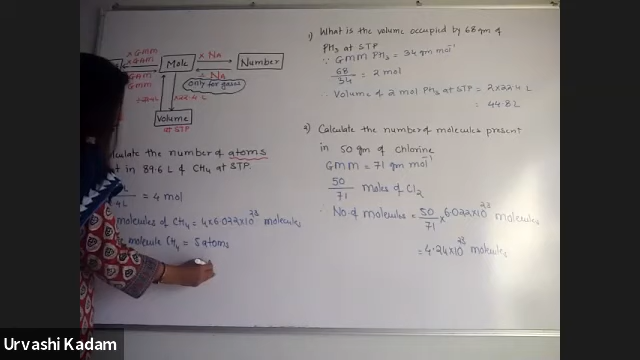 × GMM
× GAM
÷ GAM
GMM
Mole
× NA
÷ NA
Number
Only for gases
÷22.4L
×22.4 L
Volume
at STP
culate the number of atoms
t in 89.6 L of CH4 at STP.
= 4 mol
molecules of CH4 = 4×6.022×10^23 molecules
molecule CH4 = 5 atoms
1) What is the volume occupied by 68 gm of
PH3 at STP
∵ GMM PH3 = 34 gm mol^-1
68/34 = 2 mol
∴ Volume of 2 mol PH3 at STP = 2×22.4 L
= 44.8 L
2) Calculate the number of molecules present
in 50 gm of chlorine
GMM = 71 gm mol^-1
50/71 moles of Cl2
∴ No of molecules = 50/71 × 6.022×10^23 molecules
= 4.24×10^23 molecules
Urvashi Kadam